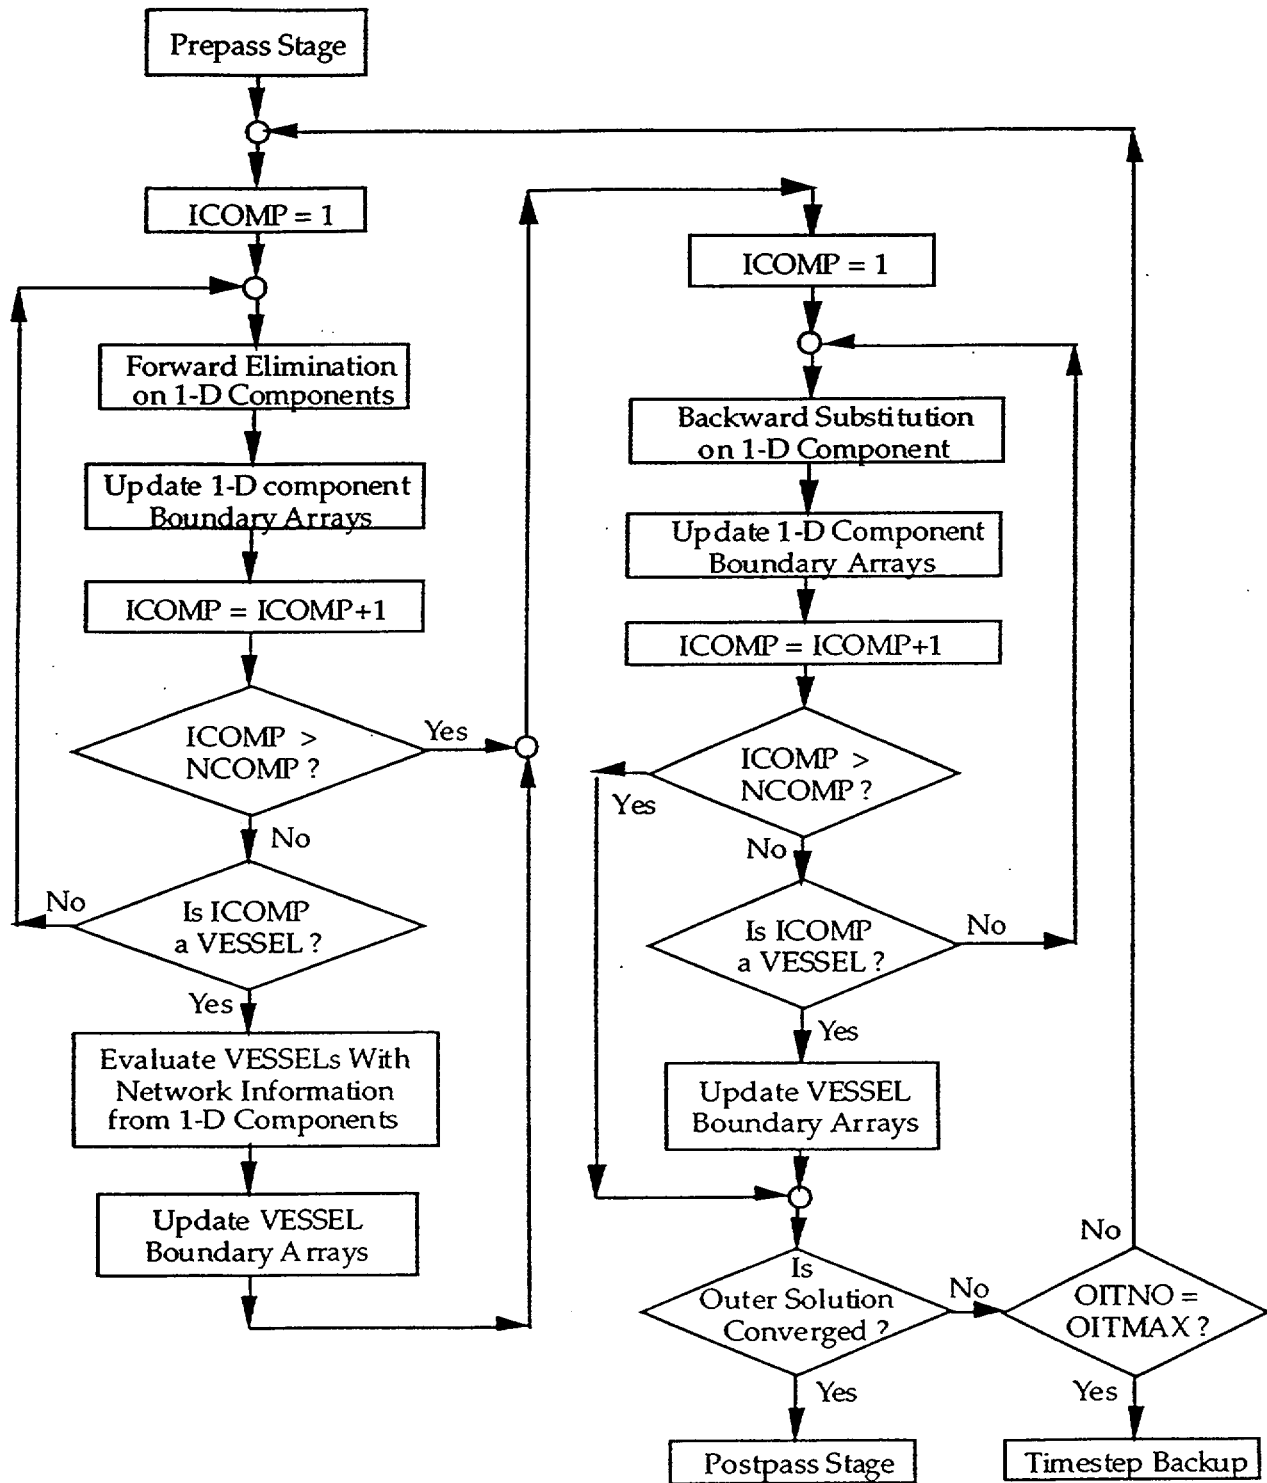 Prepass Stage
ICOMP = 1
Forward Elimination
on 1-D Components
Update 1-D component
Boundary Arrays
ICOMP = ICOMP+1
ICOMP >
NCOMP ?
Yes
No
Is ICOMP
a VESSEL ?
No
Yes
Evaluate VESSELs With
Network Information
from 1-D Components
Update VESSEL
Boundary Arrays
ICOMP = 1
Backward Substitution
on 1-D Component
Update 1-D Component
Boundary Arrays
ICOMP = ICOMP+1
ICOMP >
NCOMP ?
Yes
No
Is ICOMP
a VESSEL ?
No
Yes
Update VESSEL
Boundary Arrays
Is
Outer Solution
Converged ?
No
Yes
Postpass Stage
OITNO =
OITMAX ?
No
Yes
Timestep Backup